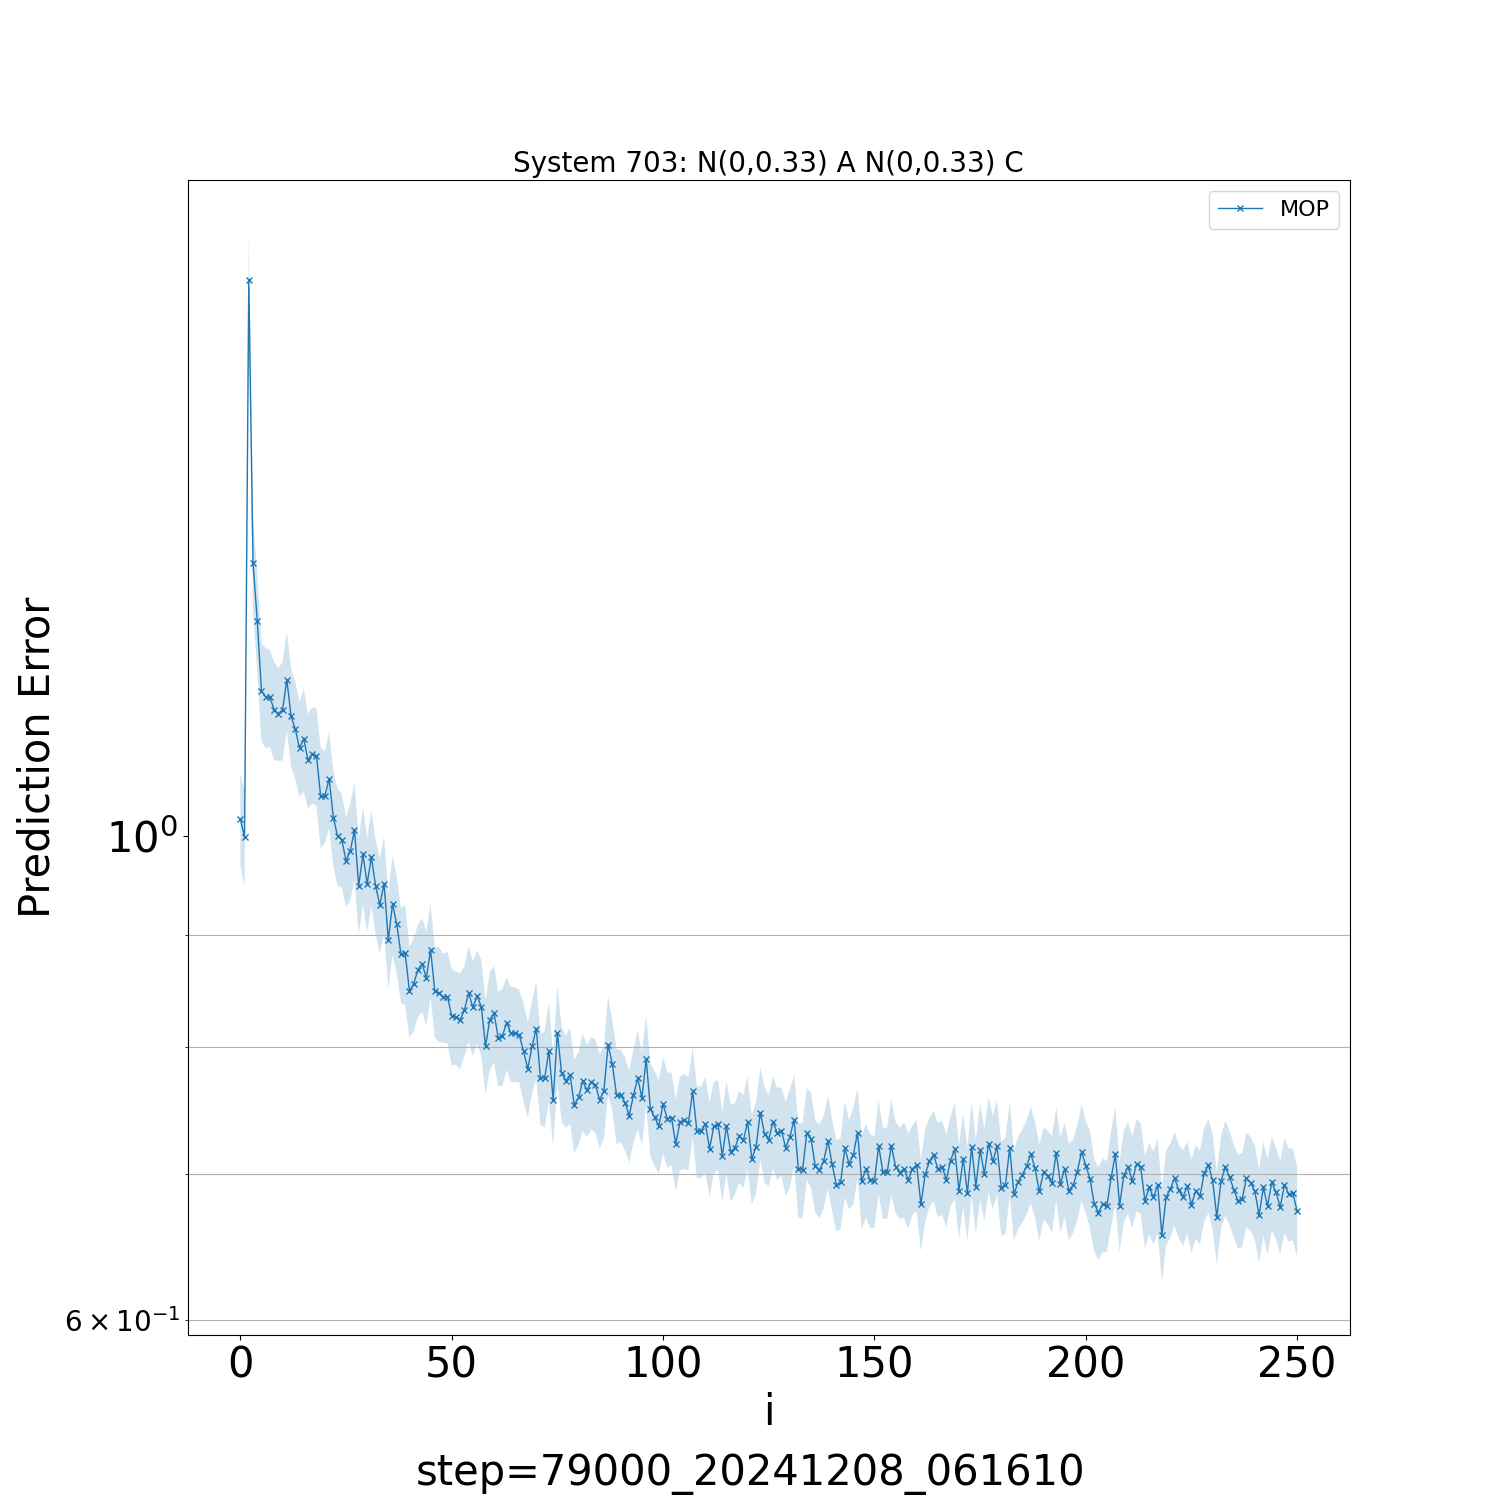 System 703: N(0,0.33) A N(0,0.33) C
MOP
Prediction Error
10⁰
6 × 10⁻¹
0 50 100 150 200 250
i
step=79000_20241208_061610